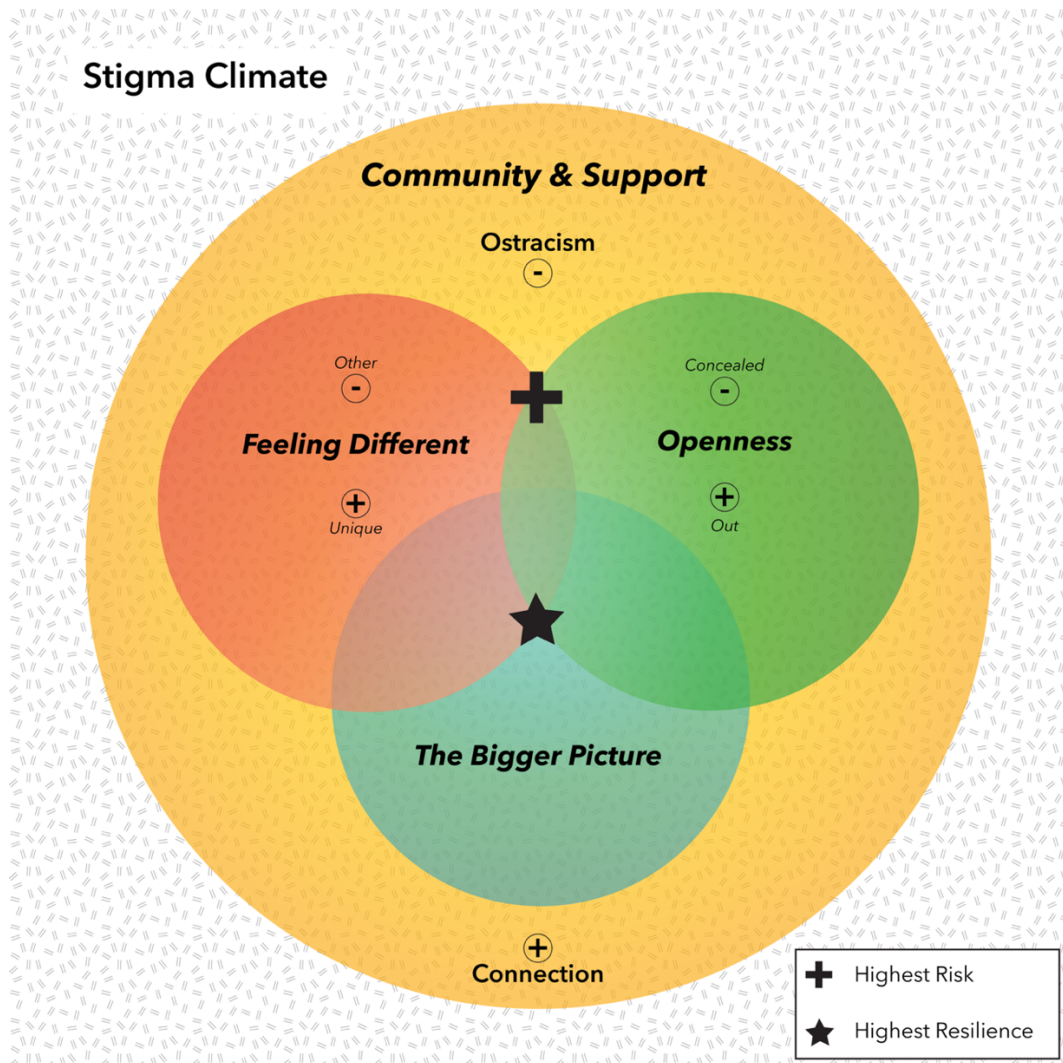 Stigma Climate
Community & Support
Ostracism
-
Other
-
Feeling Different
+
Unique
Concealed
-
Openness
+
Out
The Bigger Picture
+
Connection
Highest Risk
Highest Resilience